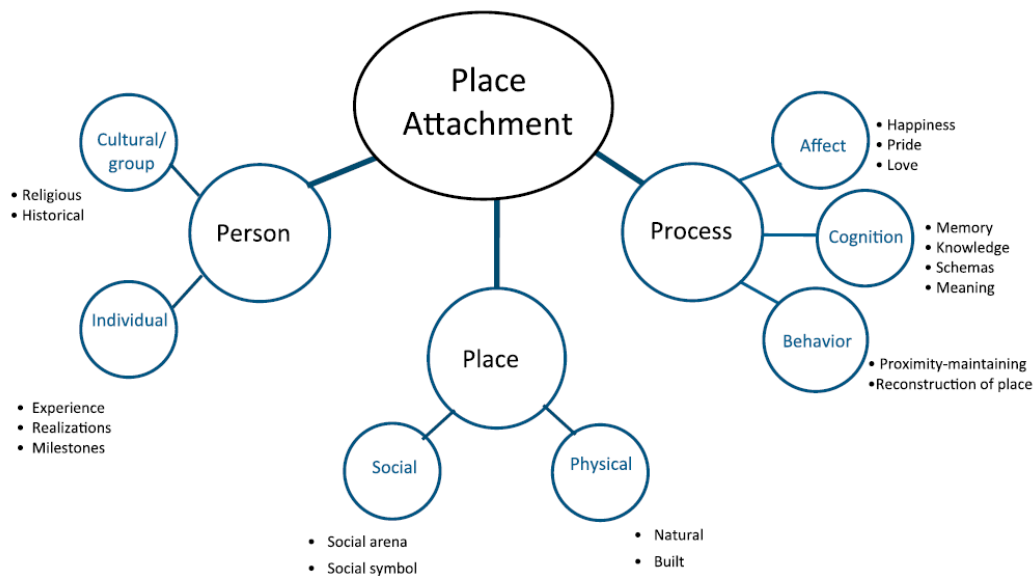 Place
Attachment
Cultural/
group
• Religious
• Historical
Person
Individual
• Experience
• Realizations
• Milestones
Place
Social
• Social arena
• Social symbol
Physical
• Natural
• Built
Process
Affect
• Happiness
• Pride
• Love
Cognition
• Memory
• Knowledge
• Schemas
• Meaning
Behavior
• Proximity-maintaining
•Reconstruction of place